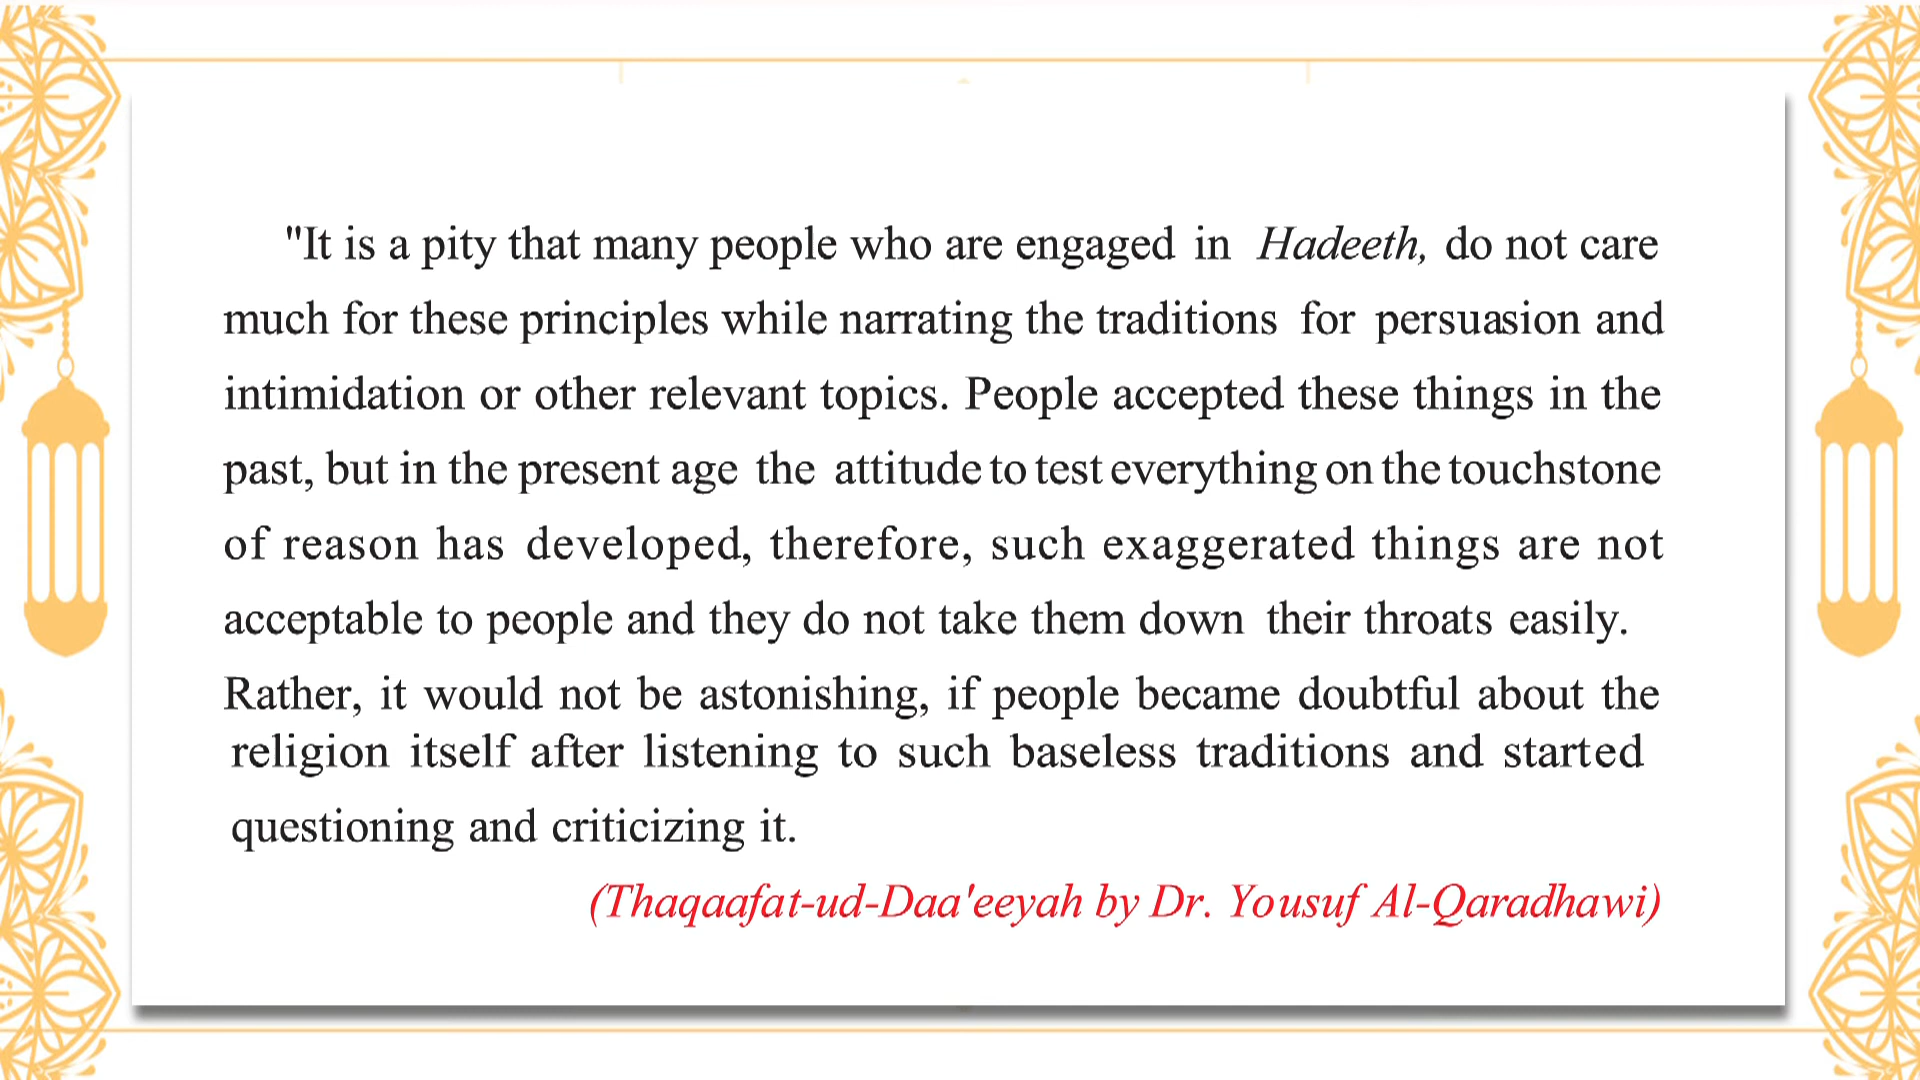 "It is a pity that many people who are engaged in Hadeeth, do not care
much for these principles while narrating the traditions for persuasion and
intimidation or other relevant topics. People accepted these things in the
past, but in the present age the attitude to test everything on the touchstone
of reason has developed, therefore, such exaggerated things are not
acceptable to people and they do not take them down their throats easily.
Rather, it would not be astonishing, if people became doubtful about the
religion itself after listening to such baseless traditions and started
questioning and criticizing it.
(Thaqaafat-ud-Daa'eeyah by Dr. Yousuf Al-Qaradhawi)